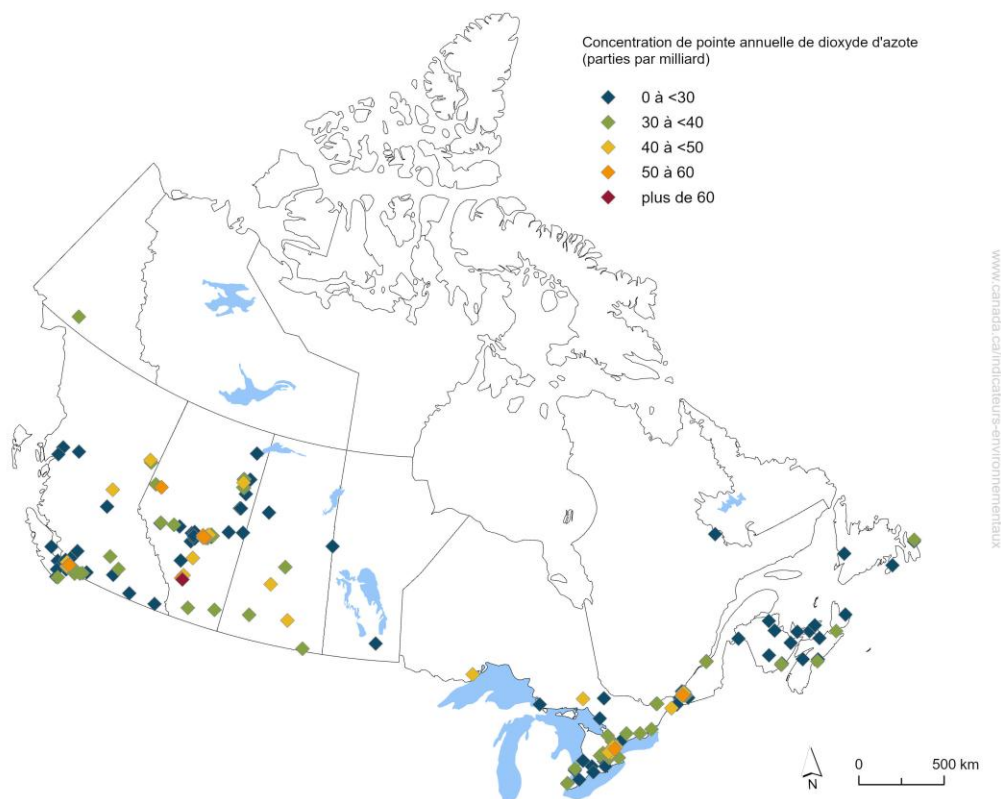 Concentration de pointe annuelle de dioxyde d'azote
(parties par milliard)
0 à <30
30 à <40
40 à <50
50 à 60
plus de 60
www.canada.ca/indicateurs-environnementaux
N
0 500 km